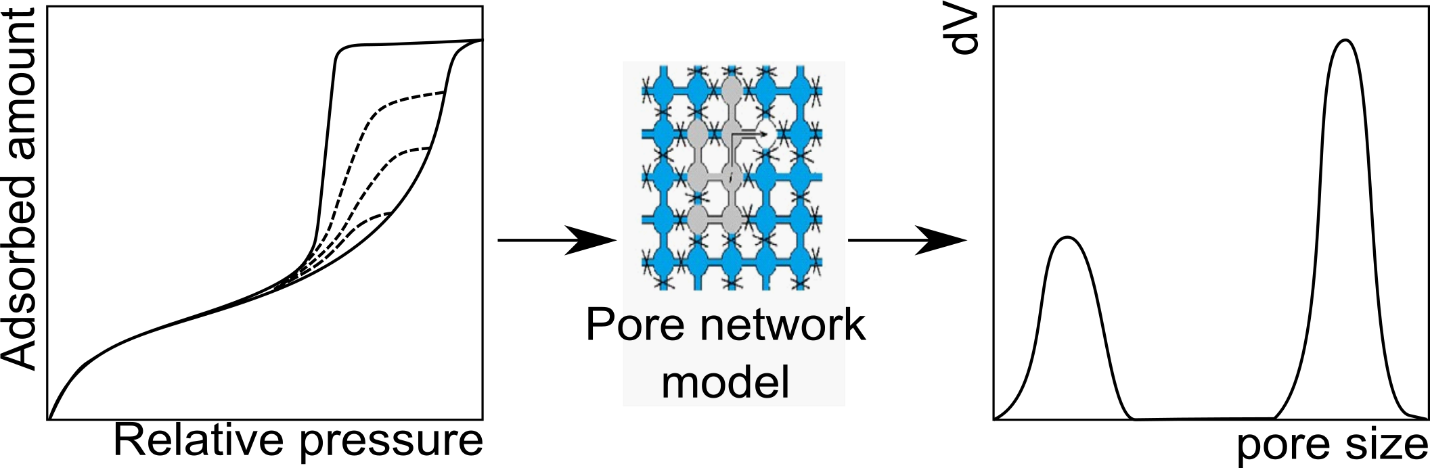 Adsorbed amount
Relative pressure
i
Pore network
model
dV
pore size